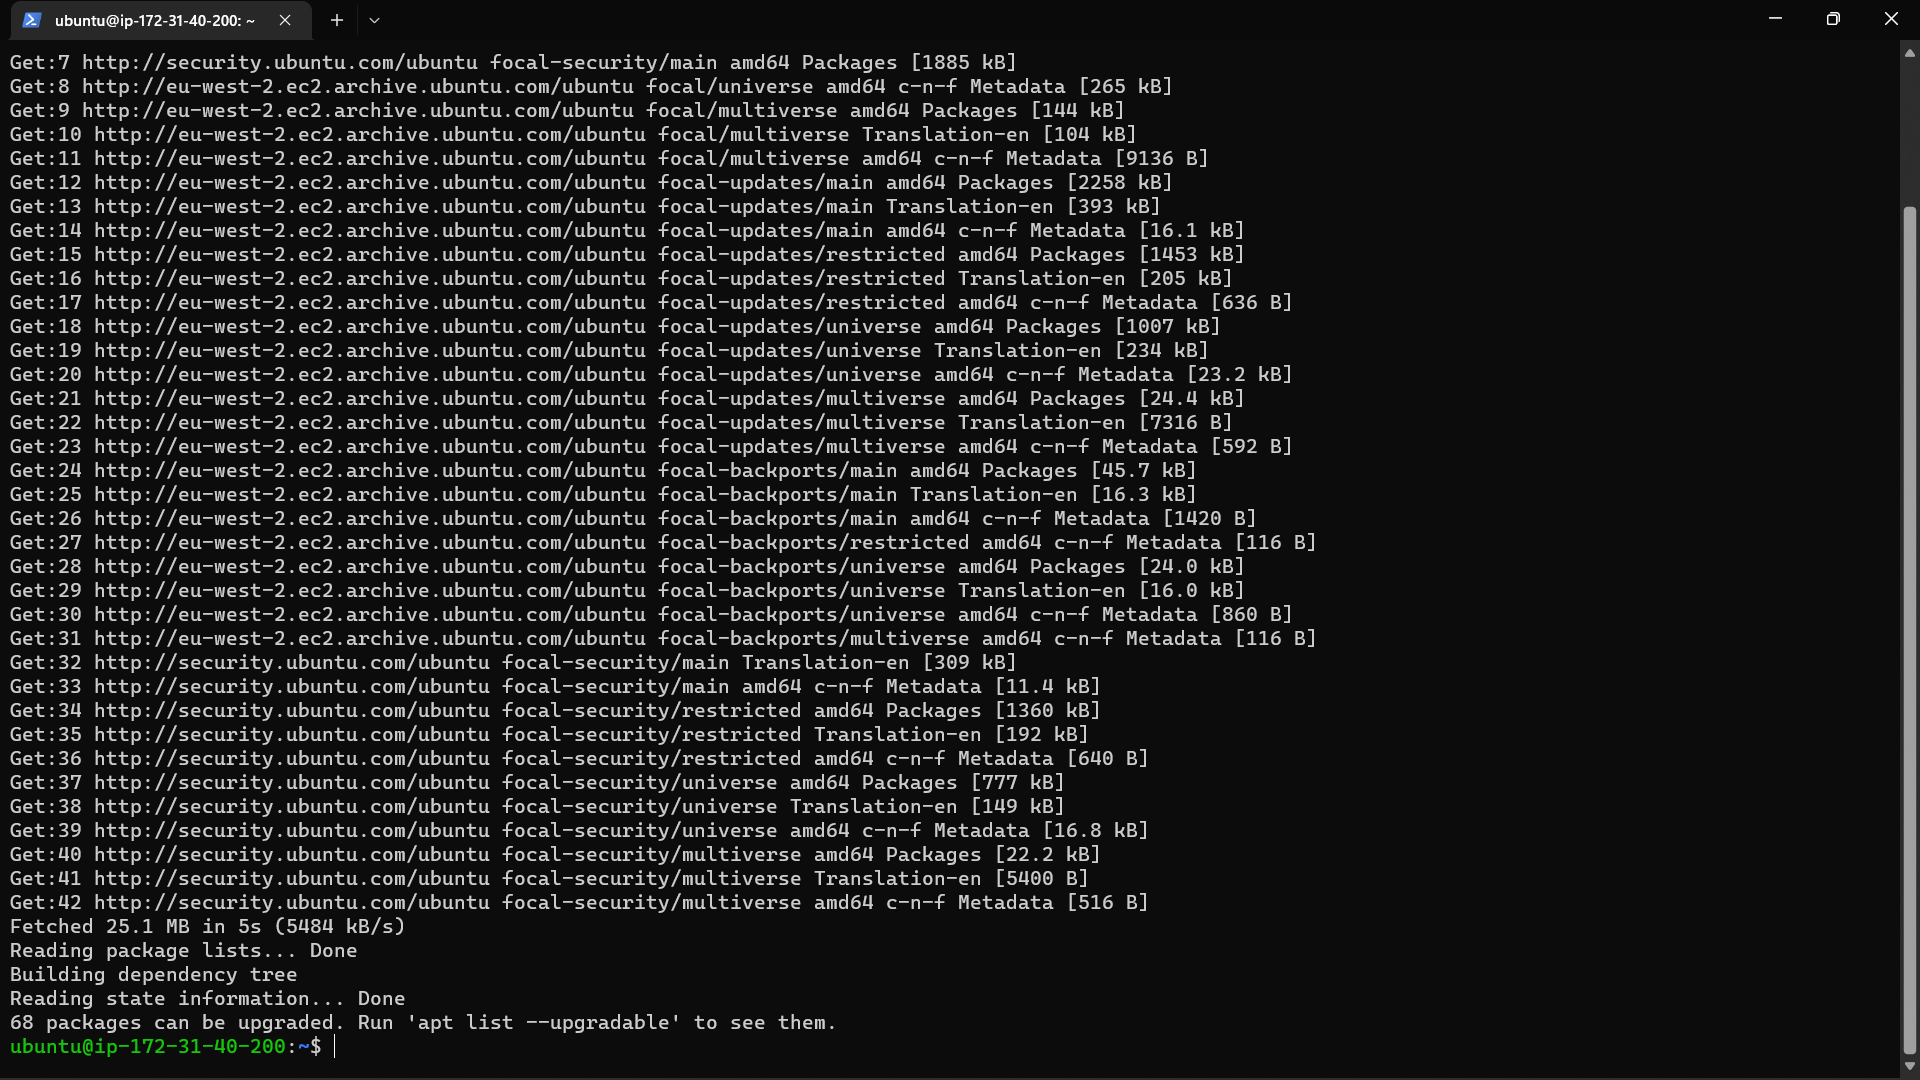 ubuntu@ip-172-31-40-200: ~
Get:7 http://security.ubuntu.com/ubuntu focal-security/main amd64 Packages [1885 kB]
Get:8 http://eu-west-2.ec2.archive.ubuntu.com/ubuntu focal/universe amd64 c-n-f Metadata [265 kB]
Get:9 http://eu-west-2.ec2.archive.ubuntu.com/ubuntu focal/multiverse amd64 Packages [144 kB]
Get:10 http://eu-west-2.ec2.archive.ubuntu.com/ubuntu focal/multiverse Translation-en [104 kB]
Get:11 http://eu-west-2.ec2.archive.ubuntu.com/ubuntu focal/multiverse amd64 c-n-f Metadata [9136 B]
Get:12 http://eu-west-2.ec2.archive.ubuntu.com/ubuntu focal-updates/main amd64 Packages [2258 kB]
Get:13 http://eu-west-2.ec2.archive.ubuntu.com/ubuntu focal-updates/main Translation-en [393 kB]
Get:14 http://eu-west-2.ec2.archive.ubuntu.com/ubuntu focal-updates/main amd64 c-n-f Metadata [16.1 kB]
Get:15 http://eu-west-2.ec2.archive.ubuntu.com/ubuntu focal-updates/restricted amd64 Packages [1453 kB]
Get:16 http://eu-west-2.ec2.archive.ubuntu.com/ubuntu focal-updates/restricted Translation-en [205 kB]
Get:17 http://eu-west-2.ec2.archive.ubuntu.com/ubuntu focal-updates/restricted amd64 c-n-f Metadata [636 B]
Get:18 http://eu-west-2.ec2.archive.ubuntu.com/ubuntu focal-updates/universe amd64 Packages [1007 kB]
Get:19 http://eu-west-2.ec2.archive.ubuntu.com/ubuntu focal-updates/universe Translation-en [234 kB]
Get:20 http://eu-west-2.ec2.archive.ubuntu.com/ubuntu focal-updates/universe amd64 c-n-f Metadata [23.2 kB]
Get:21 http://eu-west-2.ec2.archive.ubuntu.com/ubuntu focal-updates/multiverse amd64 Packages [24.4 kB]
Get:22 http://eu-west-2.ec2.archive.ubuntu.com/ubuntu focal-updates/multiverse Translation-en [7316 B]
Get:23 http://eu-west-2.ec2.archive.ubuntu.com/ubuntu focal-updates/multiverse amd64 c-n-f Metadata [592 B]
Get:24 http://eu-west-2.ec2.archive.ubuntu.com/ubuntu focal-backports/main amd64 Packages [45.7 kB]
Get:25 http://eu-west-2.ec2.archive.ubuntu.com/ubuntu focal-backports/main Translation-en [16.3 kB]
Get:26 http://eu-west-2.ec2.archive.ubuntu.com/ubuntu focal-backports/main amd64 c-n-f Metadata [1420 B]
Get:27 http://eu-west-2.ec2.archive.ubuntu.com/ubuntu focal-backports/restricted amd64 c-n-f Metadata [116 B]
Get:28 http://eu-west-2.ec2.archive.ubuntu.com/ubuntu focal-backports/universe amd64 Packages [24.0 kB]
Get:29 http://eu-west-2.ec2.archive.ubuntu.com/ubuntu focal-backports/universe Translation-en [16.0 kB]
Get:30 http://eu-west-2.ec2.archive.ubuntu.com/ubuntu focal-backports/universe amd64 c-n-f Metadata [860 B]
Get:31 http://eu-west-2.ec2.archive.ubuntu.com/ubuntu focal-backports/multiverse amd64 c-n-f Metadata [116 B]
Get:32 http://security.ubuntu.com/ubuntu focal-security/main Translation-en [309 kB]
Get:33 http://security.ubuntu.com/ubuntu focal-security/main amd64 c-n-f Metadata [11.4 kB]
Get:34 http://security.ubuntu.com/ubuntu focal-security/restricted amd64 Packages [1360 kB]
Get:35 http://security.ubuntu.com/ubuntu focal-security/restricted Translation-en [192 kB]
Get:36 http://security.ubuntu.com/ubuntu focal-security/restricted amd64 c-n-f Metadata [640 B]
Get:37 http://security.ubuntu.com/ubuntu focal-security/universe amd64 Packages [777 kB]
Get:38 http://security.ubuntu.com/ubuntu focal-security/universe Translation-en [149 kB]
Get:39 http://security.ubuntu.com/ubuntu focal-security/universe amd64 c-n-f Metadata [16.8 kB]
Get:40 http://security.ubuntu.com/ubuntu focal-security/multiverse amd64 Packages [22.2 kB]
Get:41 http://security.ubuntu.com/ubuntu focal-security/multiverse Translation-en [5400 B]
Get:42 http://security.ubuntu.com/ubuntu focal-security/multiverse amd64 c-n-f Metadata [516 B]
Fetched 25.1 MB in 5s (5484 kB/s)
Reading package lists... Done
Building dependency tree
Reading state information... Done
68 packages can be upgraded. Run 'apt list --upgradable' to see them.
ubuntu@ip-172-31-40-200:~$